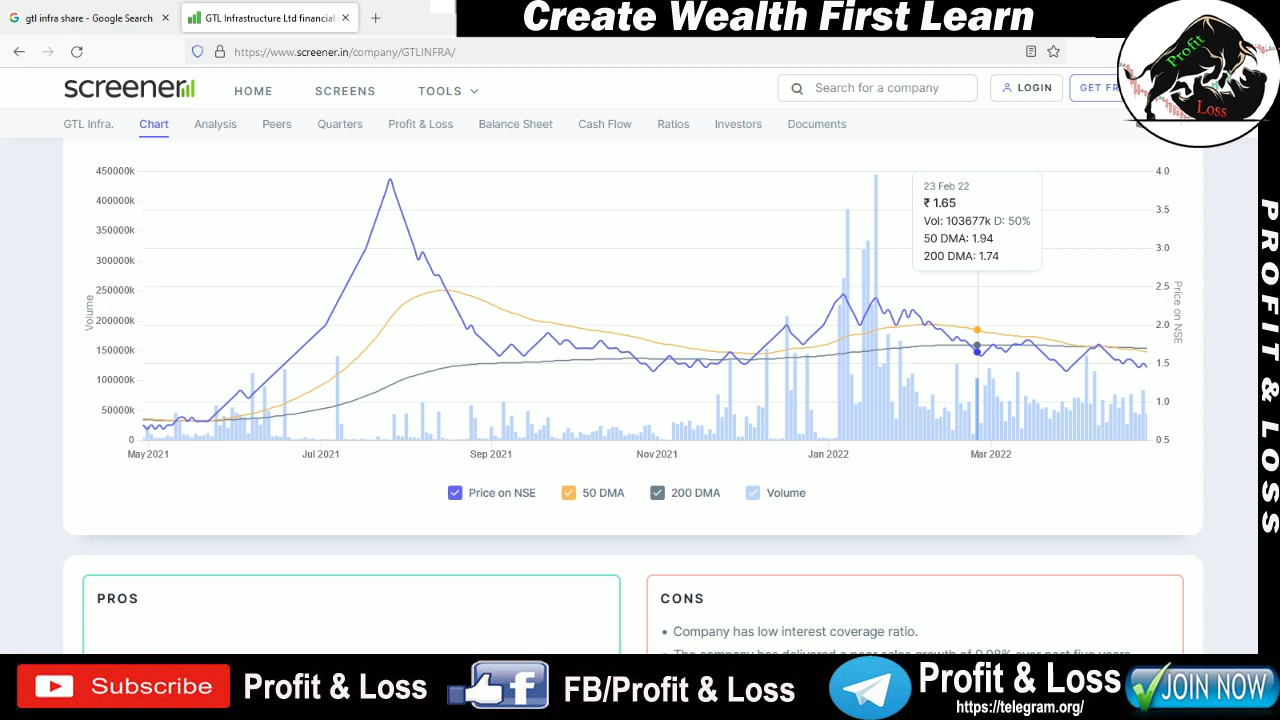 gtl infra share - Google Search
GTL Infrastructure Ltd financial
Create Wealth First Learn
https://www.screener.in/company/GTLINFRA/
Profit
Loss
screener
HOME
SCREENS
TOOLS
Search for a company
LOGIN
GET FR
GTL Infra.
Chart
Analysis
Peers
Quarters
Profit & Loss
Balance Sheet
Cash Flow
Ratios
Investors
Documents
450000k
400000k
350000k
300000k
250000k
200000k
150000k
100000k
50000k
0
Volume
4.0
3.5
3.0
2.5
2.0
1.5
1.0
0.5
Price on NSE
23 Feb 22
₹ 1.65
Vol: 103677k D: 50%
50 DMA: 1.94
200 DMA: 1.74
May 2021
Jul 2021
Sep 2021
Nov 2021
Jan 2022
Mar 2022
Price on NSE
50 DMA
200 DMA
Volume
PROS
CONS
• Company has low interest coverage ratio.
PROFIT & LOSS
Subscribe
Profit & Loss
f
FB/Profit & Loss
Profit & Loss
https://telegram.org/
JOIN NOW